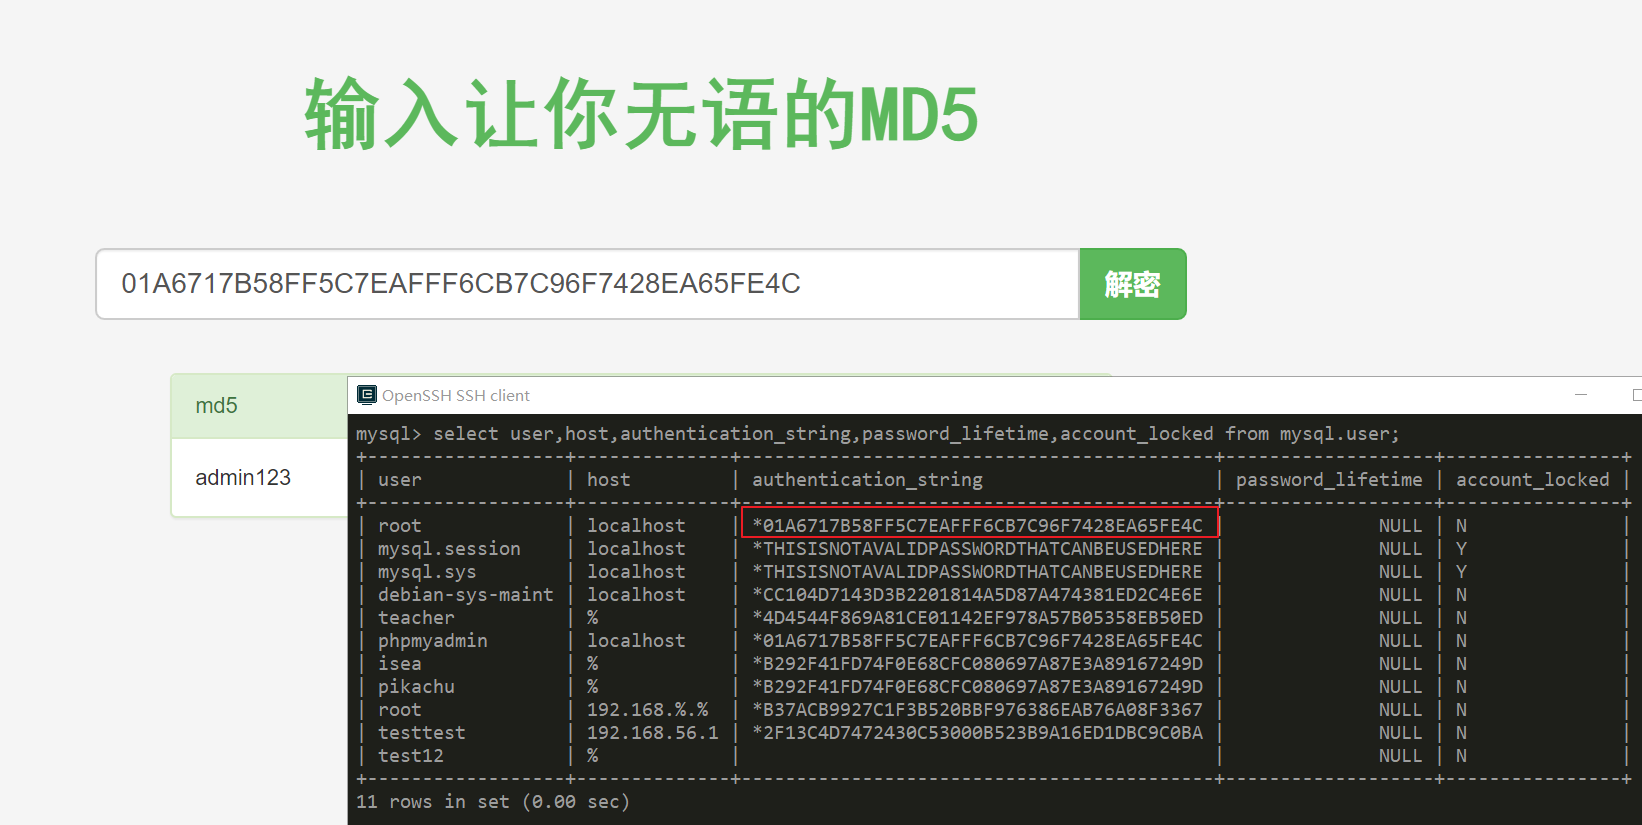 输入让你无语的MD5
01A6717B58FF5C7EAFFF6CB7C96F7428EA65FE4C 解密
md5
admin123
OpenSSH SSH client
mysql> select user,host,authentication_string,password_lifetime,account_locked from mysql.user;
+------------------+--------------+-------------------------------------------+-------------------+----------------+
| user | host | authentication_string | password_lifetime | account_locked |
+------------------+--------------+-------------------------------------------+-------------------+----------------+
| root | localhost | *01A6717B58FF5C7EAFFF6CB7C96F7428EA65FE4C | NULL | N |
| mysql.session | localhost | *THISISNOTAVALIDPASSWORDTHATCANBEUSEDHERE | NULL | Y |
| mysql.sys | localhost | *THISISNOTAVALIDPASSWORDTHATCANBEUSEDHERE | NULL | Y |
| debian-sys-maint | localhost | *CC104D7143D3B2201814A5D87A474381ED2C4E6E | NULL | N |
| teacher | % | *4D4544F869A81CE01142EF978A57B05358EB50ED | NULL | N |
| phpmyadmin | localhost | *01A6717B58FF5C7EAFFF6CB7C96F7428EA65FE4C | NULL | N |
| isea | % | *B292F41FD74F0E68CFC080697A87E3A89167249D | NULL | N |
| pikachu | % | *B292F41FD74F0E68CFC080697A87E3A89167249D | NULL | N |
| root | 192.168.%.% | *B37ACB9927C1F3B520BBF976386EAB76A08F3367 | NULL | N |
| testtest | 192.168.56.1 | *2F13C4D7472430C53000B523B9A16ED1DBC9C0BA | NULL | N |
| test12 | % | | NULL | N |
+------------------+--------------+-------------------------------------------+-------------------+----------------+
11 rows in set (0.00 sec)